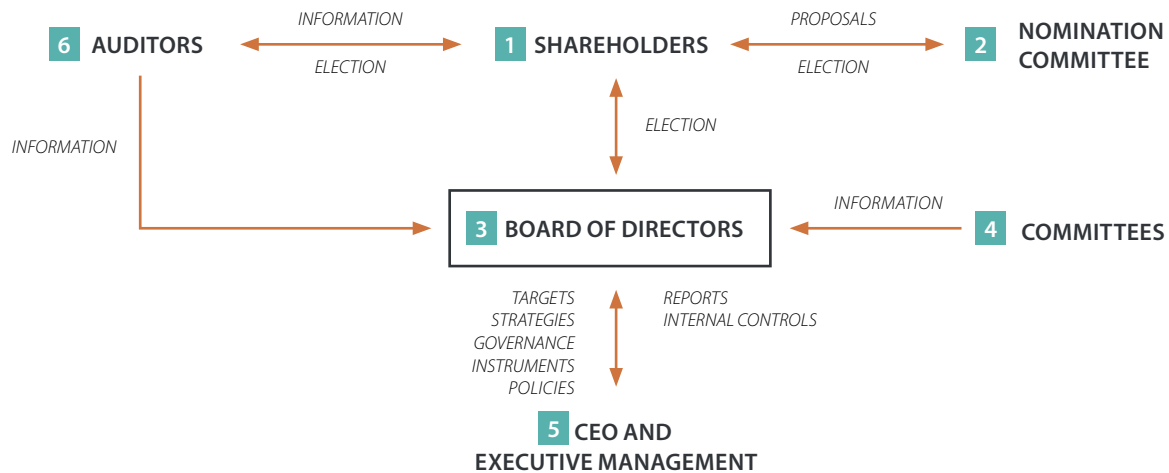 INFORMATION
PROPOSALS
6 AUDITORS
1 SHAREHOLDERS
2 NOMINATION
COMMITTEE
ELECTION
ELECTION
INFORMATION
ELECTION
3 BOARD OF DIRECTORS
INFORMATION
4 COMMITTEES
TARGETS
STRATEGIES
GOVERNANCE
INSTRUMENTS
POLICIES
REPORTS
INTERNAL CONTROLS
5 CEO AND
EXECUTIVE MANAGEMENT